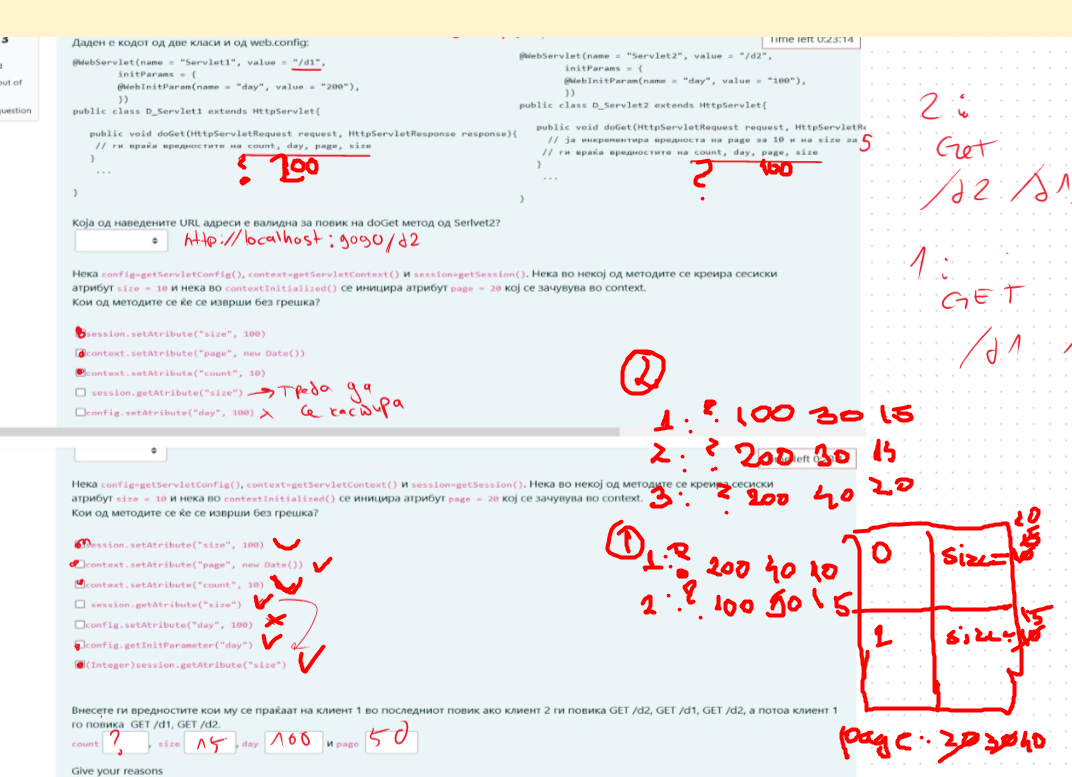 3
Time left 0:23:14
Даден е кодот од две класи и од web.config:
@WebServlet(name = "Servlet1", value = "/d1",
initParams = {
@WebInitParam(name = "day", value = "200"),
})
public class D_Servlet1 extends HttpServlet{
public void doGet(HttpServletRequest request, HttpServletResponse response){
// ги враќа вредностите на count, day, page, size
}
? 200
...
}
@WebServlet(name = "Servlet2", value = "/d2",
initParams = {
@WebInitParam(name = "day", value = "100"),
})
public class D_Servlet2 extends HttpServlet{
public void doGet(HttpServletRequest request, HttpServletRe
// ја инкрементира вредноста на page за 10 и на size за 5
// ги враќа вредностите на count, day, page, size
}
? 100
...
}
out of
question
2:
Get
/d2 /d1,
1:
GET
/d1
Која од наведените URL адреси е валидна за повик на doGet метод од Serlvet2?
http://localhost:9090/d2
Нека config=getServletConfig(), context=getServletContext() и session=getSession(). Нека во некој од методите се креира сесиски
атрибут size = 10 и нека во contextInitialized() се иницира атрибут page = 20 кој се зачувува во context.
Кои од методите се ќе се изврши без грешка?
session.setAtribute("size", 100)
context.setAtribute("page", new Date())
context.setAtribute("count", 10)
session.getAtribute("size") → треба да
config.setAtribute("day", 100) x се кастира
2
1: ? 100 30 15
2: ? 200 30 15
3: ? 200 40 20
left 0
Нека config=getServletConfig(), context=getServletContext() и session=getSession(). Нека во некој од методите се креира сесиски
атрибут size = 10 и нека во contextInitialized() се иницира атрибут page = 20 кој се зачувува во context.
Кои од методите се ќе се изврши без грешка?
session.setAtribute("size", 100)
context.setAtribute("page", new Date())
context.setAtribute("count", 10)
session.getAtribute("size")
config.setAtribute("day", 100)
config.getInitParameter("day")
(Integer)session.getAtribute("size")
1
1: ? 200 40 10
2: ? 100 50 15
20
15
0 size=10
15
1 size=10
page: 20 30 40
Внесете ги вредностите кои му се праќаат на клиент 1 во последниот повик ако клиент 2 ги повика GET /d2, GET /d1, GET /d2, а потоа клиент 1
го повика GET /d1, GET /d2.
count ? , size 15 , day 100 и page 50
Give your reasons